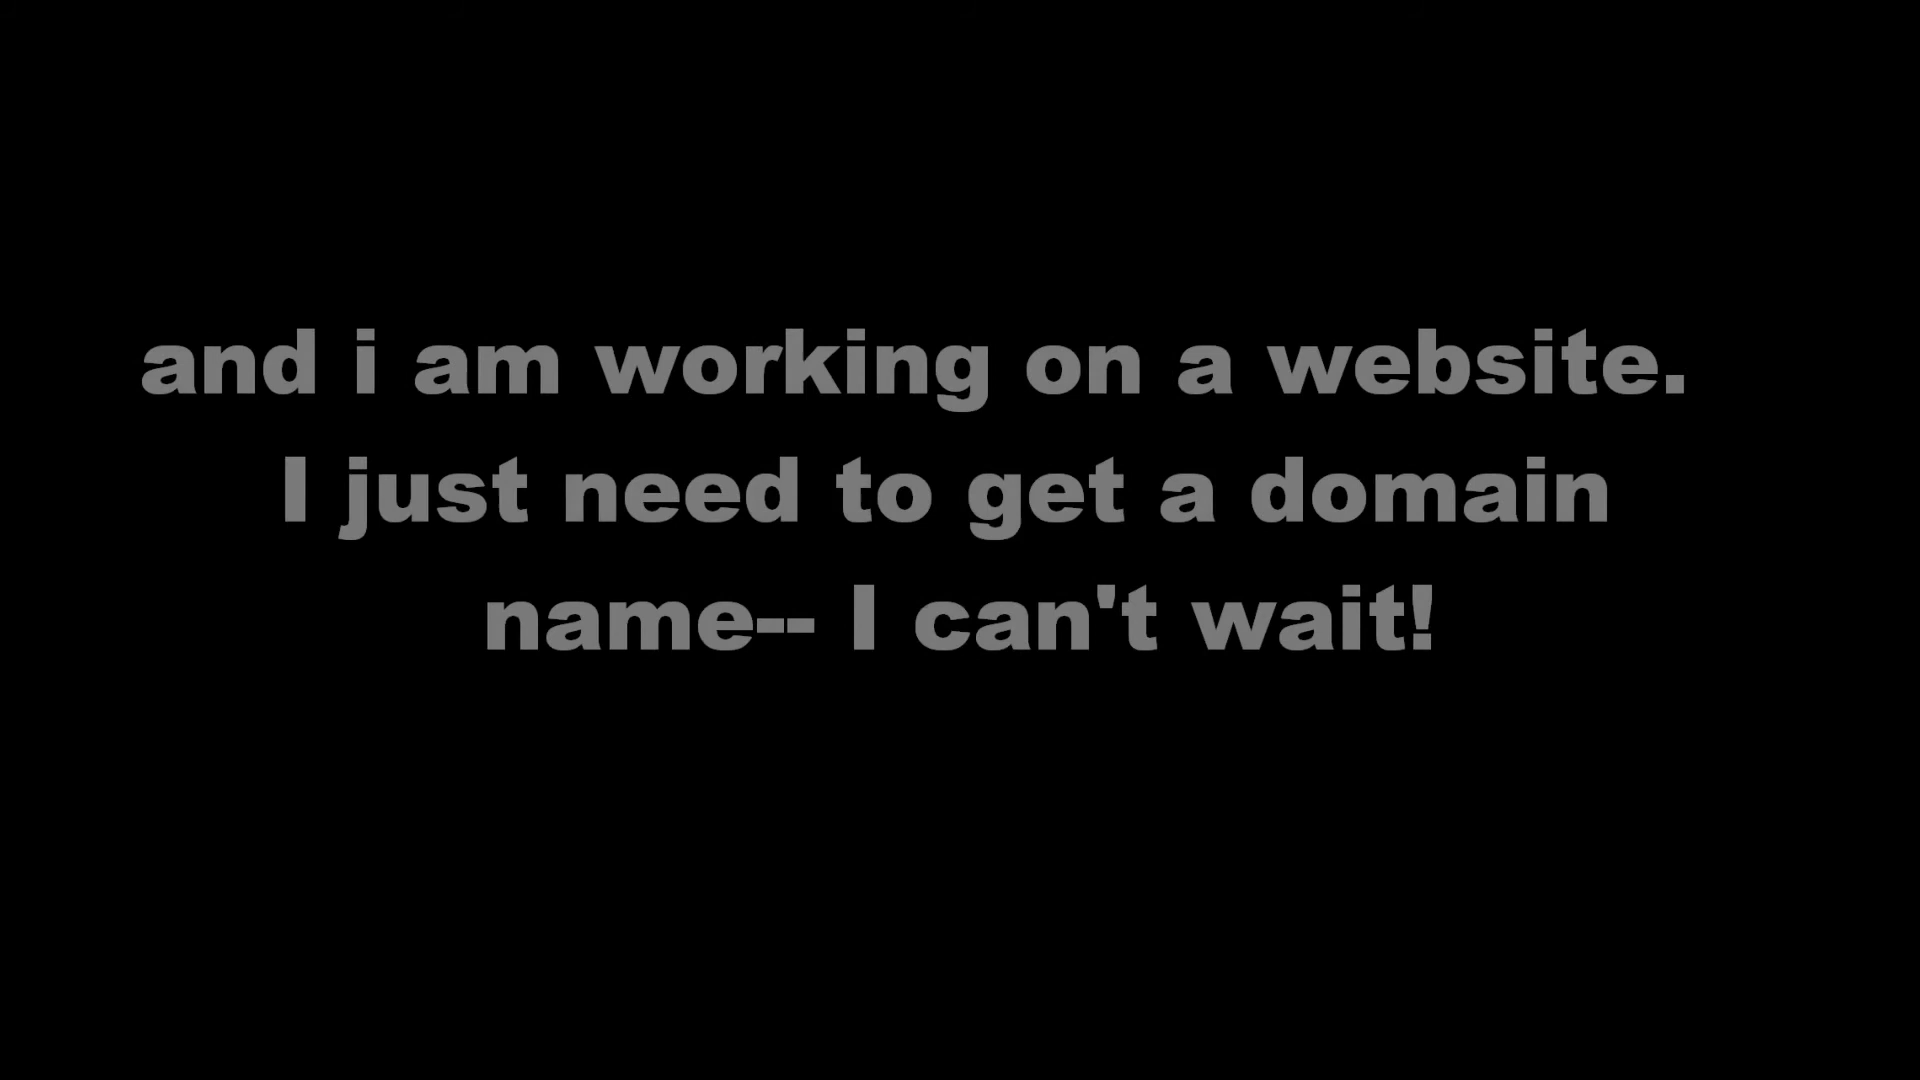 and i am working on a website.
I just need to get a domain
name-- I can't wait!